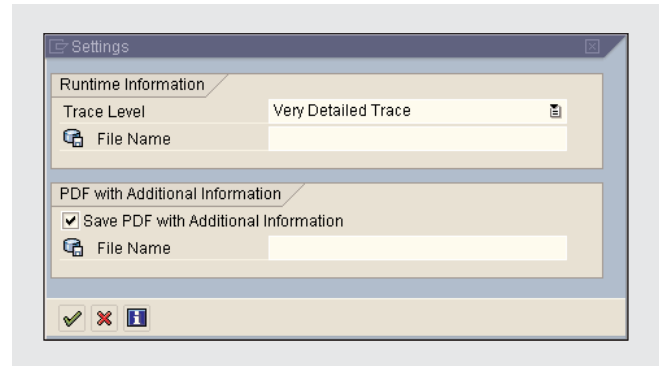 Settings
Runtime Information
Trace Level Very Detailed Trace
File Name
PDF with Additional Information
Save PDF with Additional Information
File Name